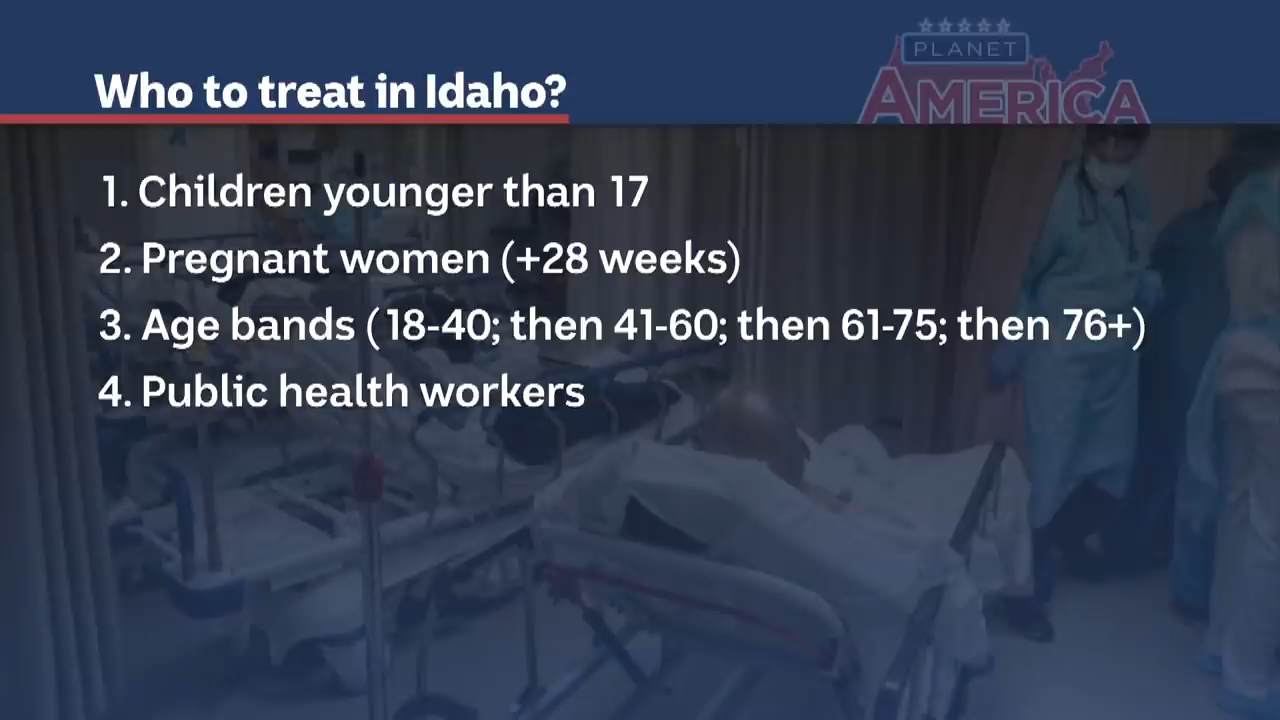 PLANET
AMERICA
Who to treat in Idaho?
1. Children younger than 17
2. Pregnant women (+28 weeks)
3. Age bands (18-40; then 41-60; then 61-75; then 76+)
4. Public health workers